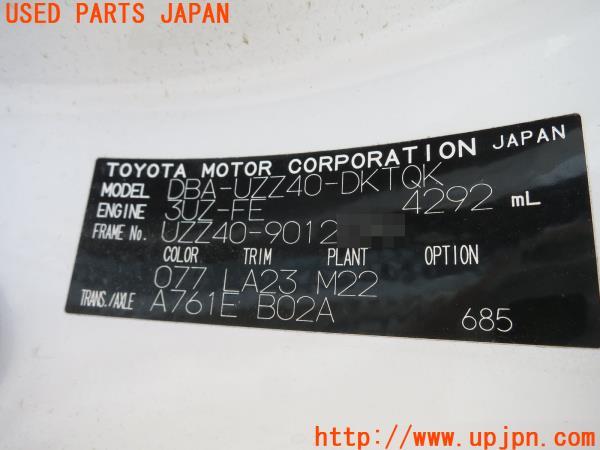 USED PARTS JAPAN
TOYOTA MOTOR CORPORATION JAPAN
MODEL DBA-UZZ40-DKTQK
ENGINE 3UZ-FE 4292 mL
FRAME No. UZZ40-9012
COLOR TRIM PLANT OPTION
077 LA23 M22
TRANS./AXLE A761E B02A
685
http://www.upjpn.com/